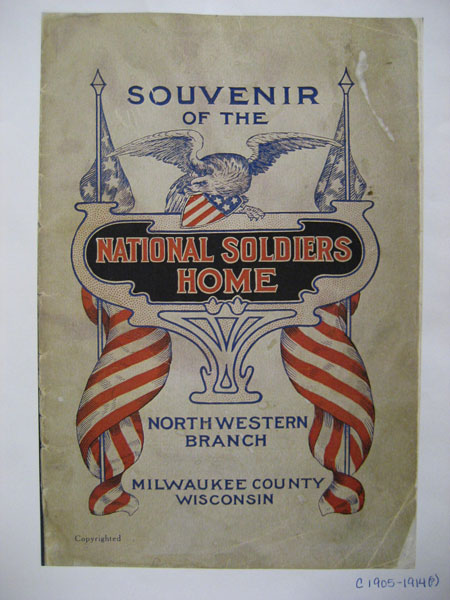 SOUVENIR
OF THE
NATIONAL SOLDIERS
HOME
NORTHWESTERN
BRANCH
MILWAUKEE COUNTY
WISCONSIN
Copyrighted
C 1905-1914(?)